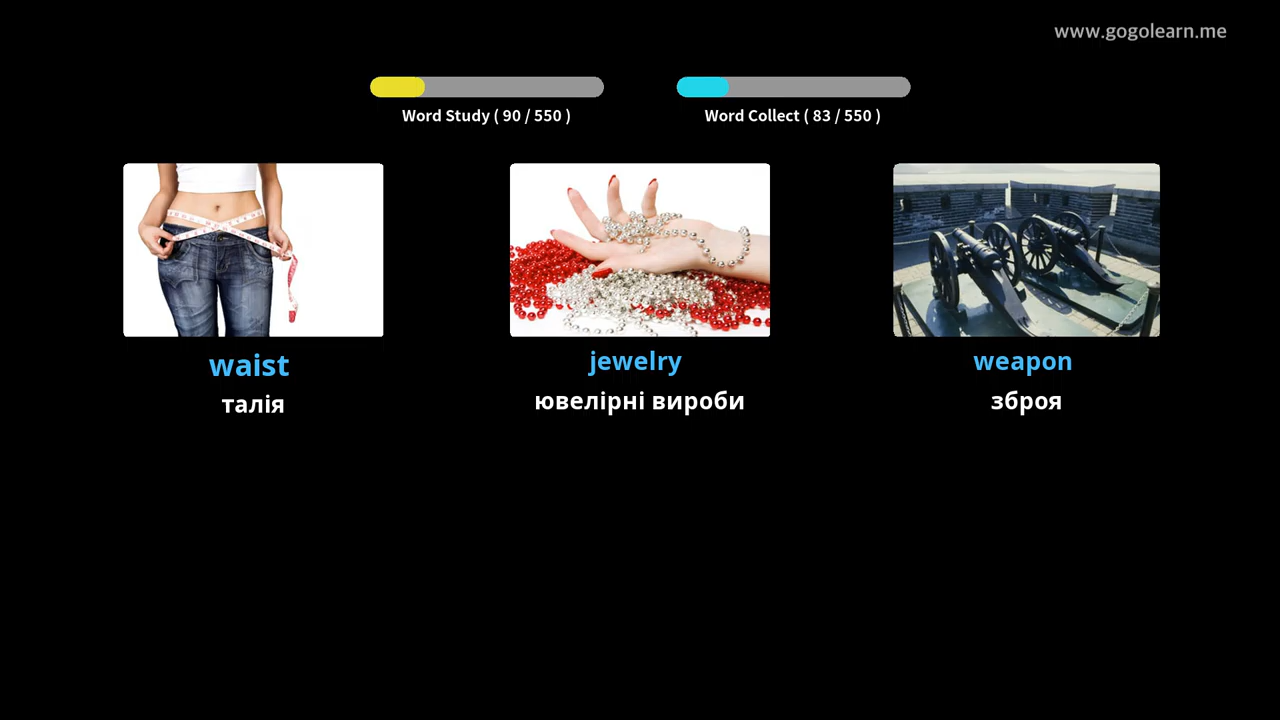 www.gogolearn.me
Word Study ( 90 / 550 )
Word Collect ( 83 / 550 )
waist
jewelry
weapon
талія
ювелірні вироби
зброя